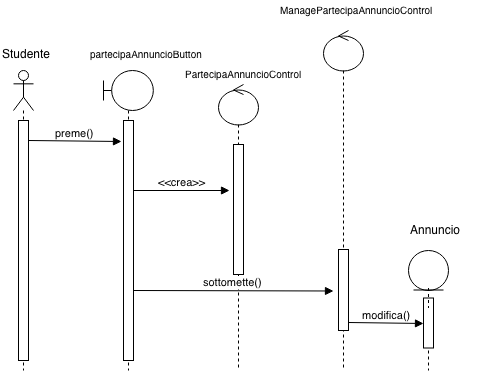 ManagePartecipaAnnuncioControl
Studente
partecipaAnnuncioButton
PartecipaAnnuncioControl
preme()
<<crea>>
Annuncio
sottomette()
modifica()